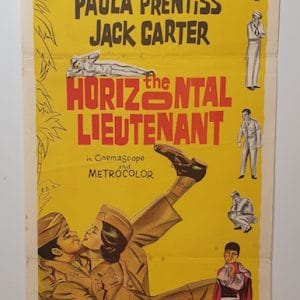 PAULA PRENTISS
JACK CARTER
the
HORIZONTAL
LIEUTENANT
in CINEMASCOPE
and
METROCOLOR